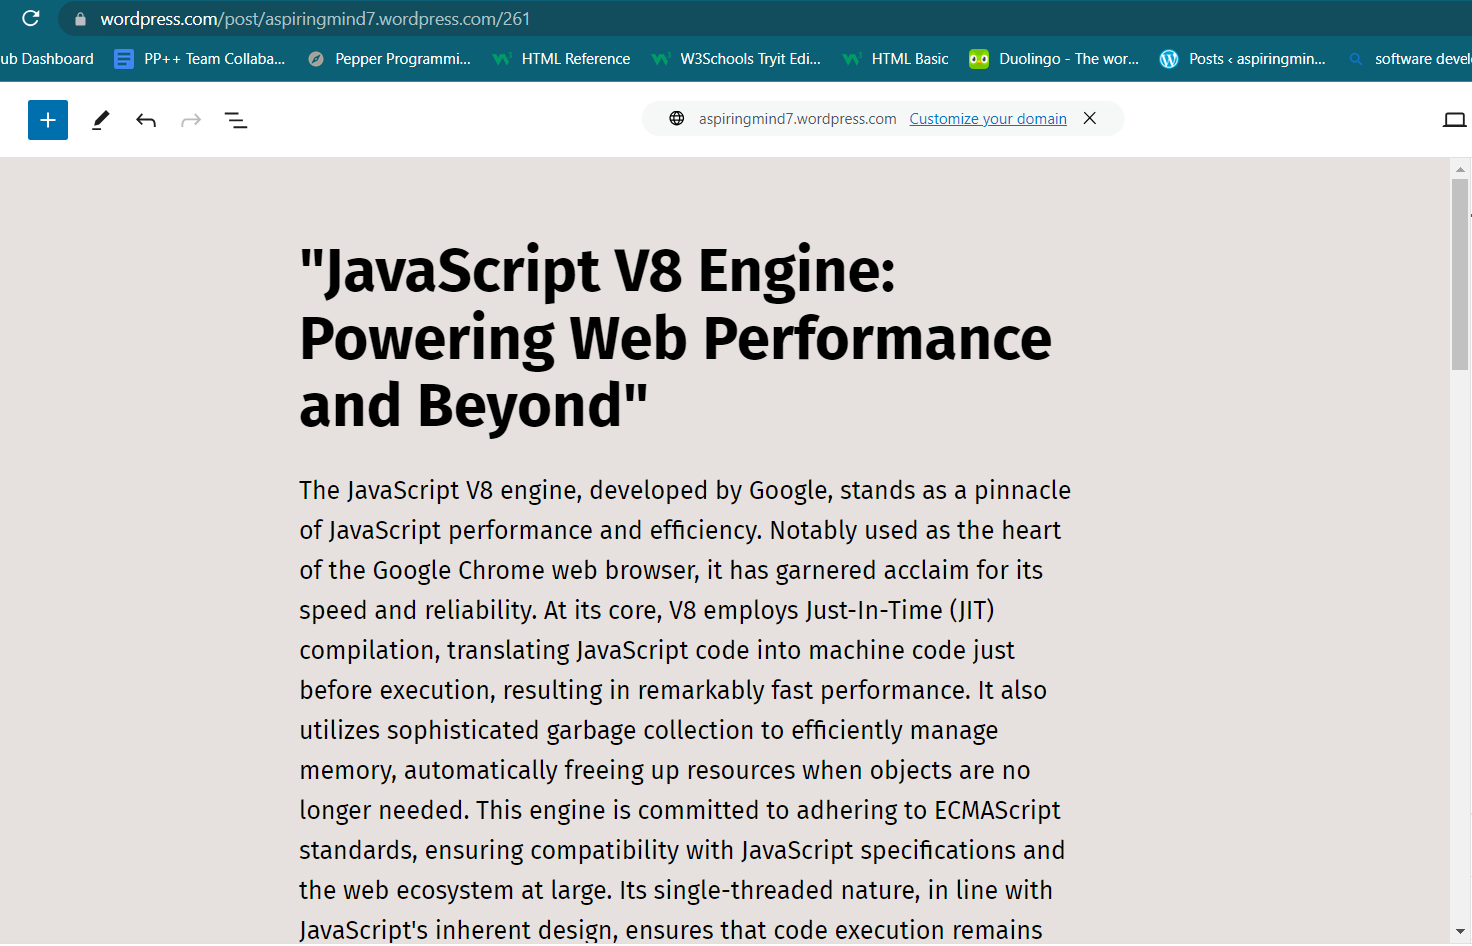 wordpress.com/post/aspiringmind7.wordpress.com/261
ub Dashboard PP++ Team Collaba... Pepper Programmi... HTML Reference W3Schools Tryit Edi... HTML Basic Duolingo - The wor... Posts ‹ aspiringmin... software devel
aspiringmind7.wordpress.com Customize your domain
"JavaScript V8 Engine:
Powering Web Performance
and Beyond"
The JavaScript V8 engine, developed by Google, stands as a pinnacle
of JavaScript performance and efficiency. Notably used as the heart
of the Google Chrome web browser, it has garnered acclaim for its
speed and reliability. At its core, V8 employs Just-In-Time (JIT)
compilation, translating JavaScript code into machine code just
before execution, resulting in remarkably fast performance. It also
utilizes sophisticated garbage collection to efficiently manage
memory, automatically freeing up resources when objects are no
longer needed. This engine is committed to adhering to ECMAScript
standards, ensuring compatibility with JavaScript specifications and
the web ecosystem at large. Its single-threaded nature, in line with
JavaScript's inherent design, ensures that code execution remains